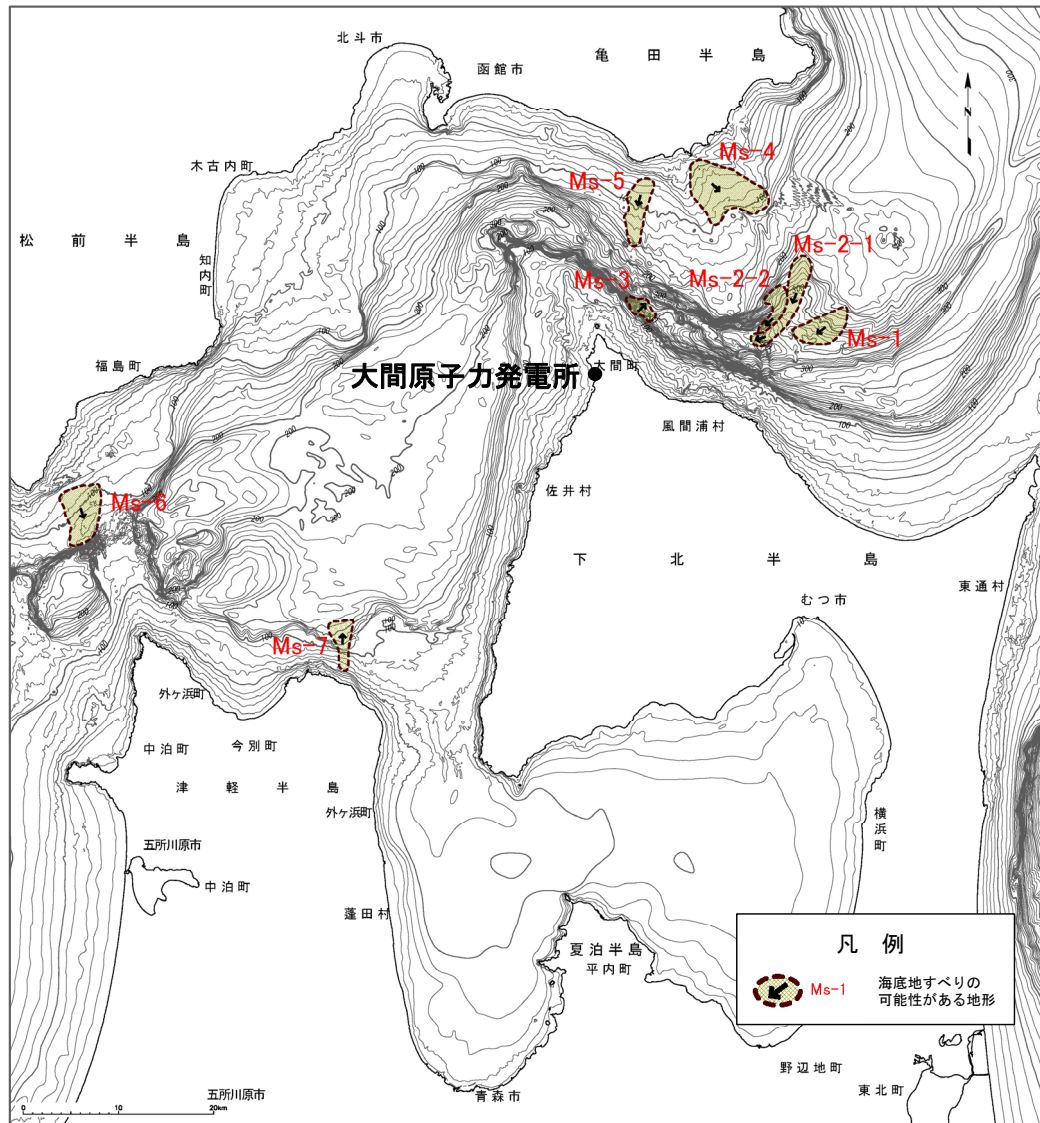 北斗市
函館市
亀田半島
N
木古内町
Ms-4
Ms-5
松前半島
知内町
Ms-2-1
Ms-2-2
Ms-3
Ms-1
福島町
大間町
大間原子力発電所
風間浦村
佐井村
Ms-6
下北半島
東通村
むつ市
Ms-7
外ヶ浜町
中泊町
今別町
津軽半島
外ヶ浜町
横浜町
五所川原市
中泊町
蓬田村
夏泊半島
平内町
凡例
Ms-1
海底地すべりの
可能性がある地形
野辺地町
東北町
五所川原市
青森市
0 10 20km